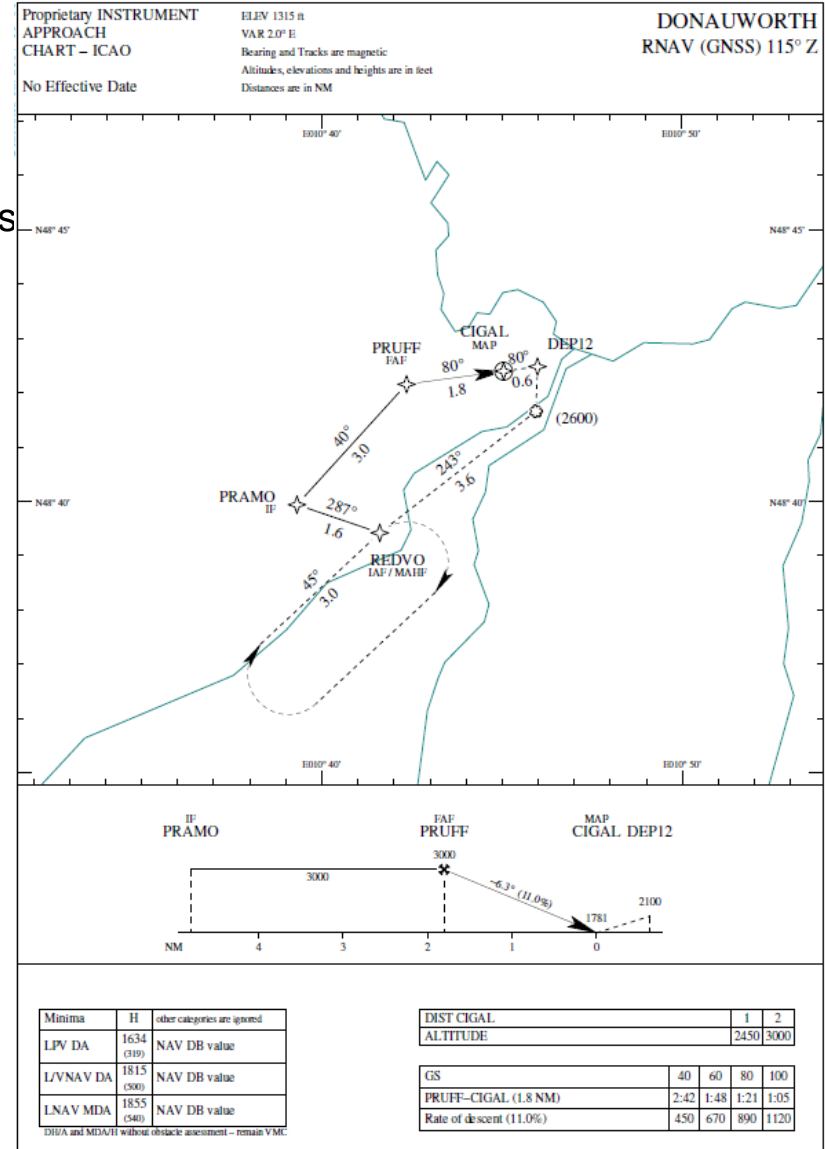 Proprietary INSTRUMENT
APPROACH
CHART – ICAO
No Effective Date
ELEV 1315 ft
VAR 2.0° E
Bearing and Tracks are magnetic
Altitudes, elevations and heights are in feet
Distances are in NM
DONAUWORTH
RNAV (GNSS) 115° Z
s
E010° 40'
E010° 50'
N48° 45'
N48° 45'
CIGAL
MAP
DEP12
PRUFF
FAF
80°
1.8
80°
0.6
(2600)
40°
3.0
243°
3.6
PRAMO
IF
N48° 40'
N48° 40'
287°
1.6
REDVO
IAF / MAHF
45°
3.0
E010° 40'
E010° 50'
IF
PRAMO
FAF
PRUFF
MAP
CIGAL DEP12
3000
3000
–6.3° (11.0%)
1781
2100
NM 4 3 2 1 0
Minima H other categories are ignored
LPV DA 1634 (319) NAV DB value
L/VNAV DA 1815 (500) NAV DB value
LNAV MDA 1855 (540) NAV DB value
DH/A and MDA/H without obstacle assessment – remain VMC
DIST CIGAL 1 2
ALTITUDE 2450 3000
GS 40 60 80 100
PRUFF–CIGAL (1.8 NM) 2:42 1:48 1:21 1:05
Rate of descent (11.0%) 450 670 890 1120